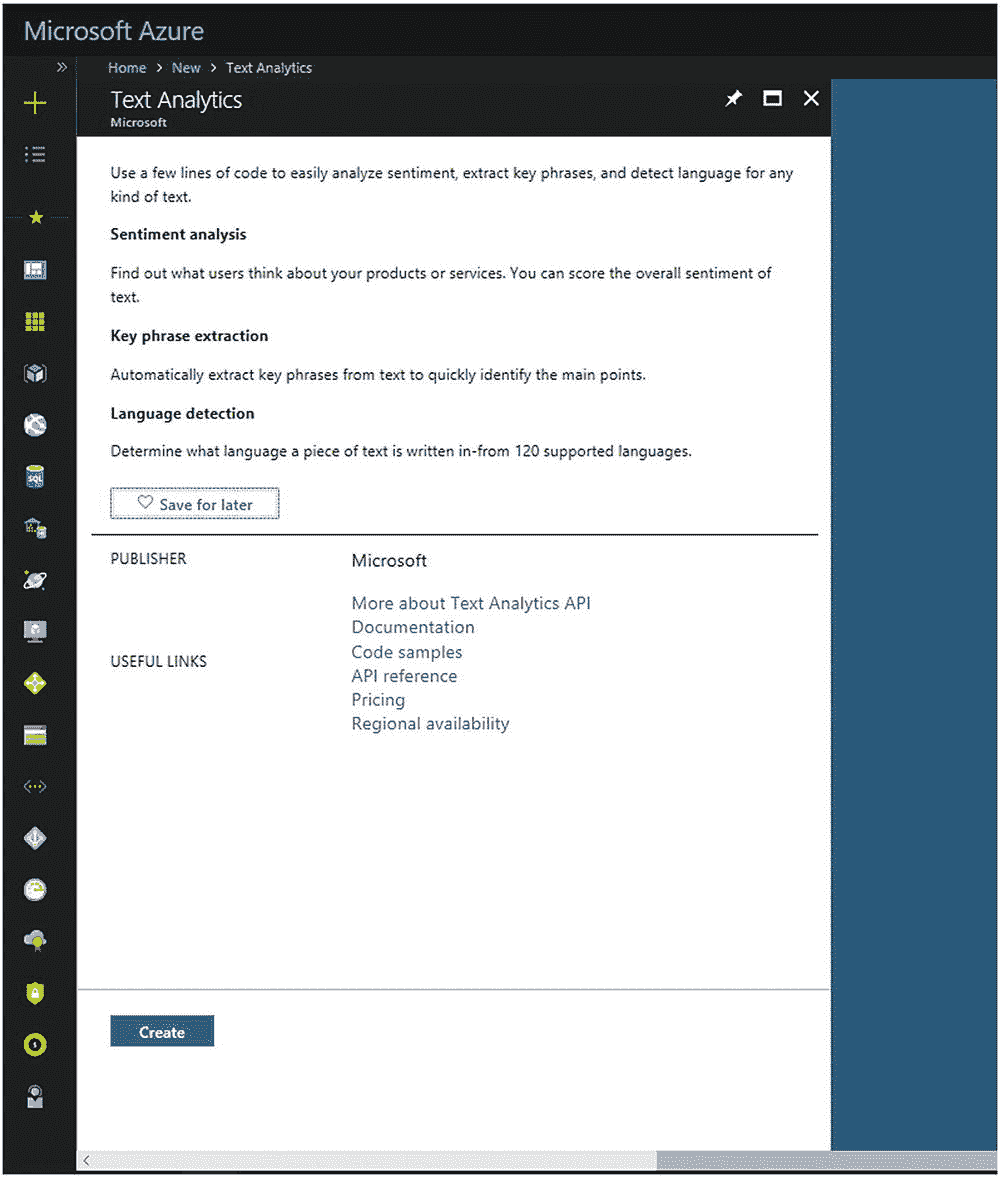 Microsoft Azure
Home > New > Text Analytics
Text Analytics
Microsoft
Use a few lines of code to easily analyze sentiment, extract key phrases, and detect language for any
kind of text.
Sentiment analysis
Find out what users think about your products or services. You can score the overall sentiment of
text.
Key phrase extraction
Automatically extract key phrases from text to quickly identify the main points.
Language detection
Determine what language a piece of text is written in-from 120 supported languages.
Save for later
PUBLISHER Microsoft
More about Text Analytics API
Documentation
Code samples
USEFUL LINKS
API reference
Pricing
Regional availability
SQL
Create